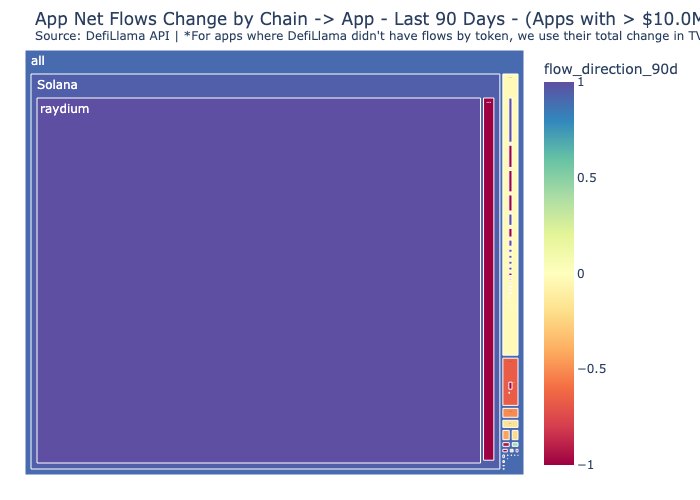 App Net Flows Change by Chain -> App - Last 90 Days - (Apps with > $10.0M
Source: DefiLlama API | *For apps where DefiLlama didn't have flows by token, we use their total change in TV
all
Solana
raydium
...
flow_direction_90d
1
0.5
0
−0.5
−1